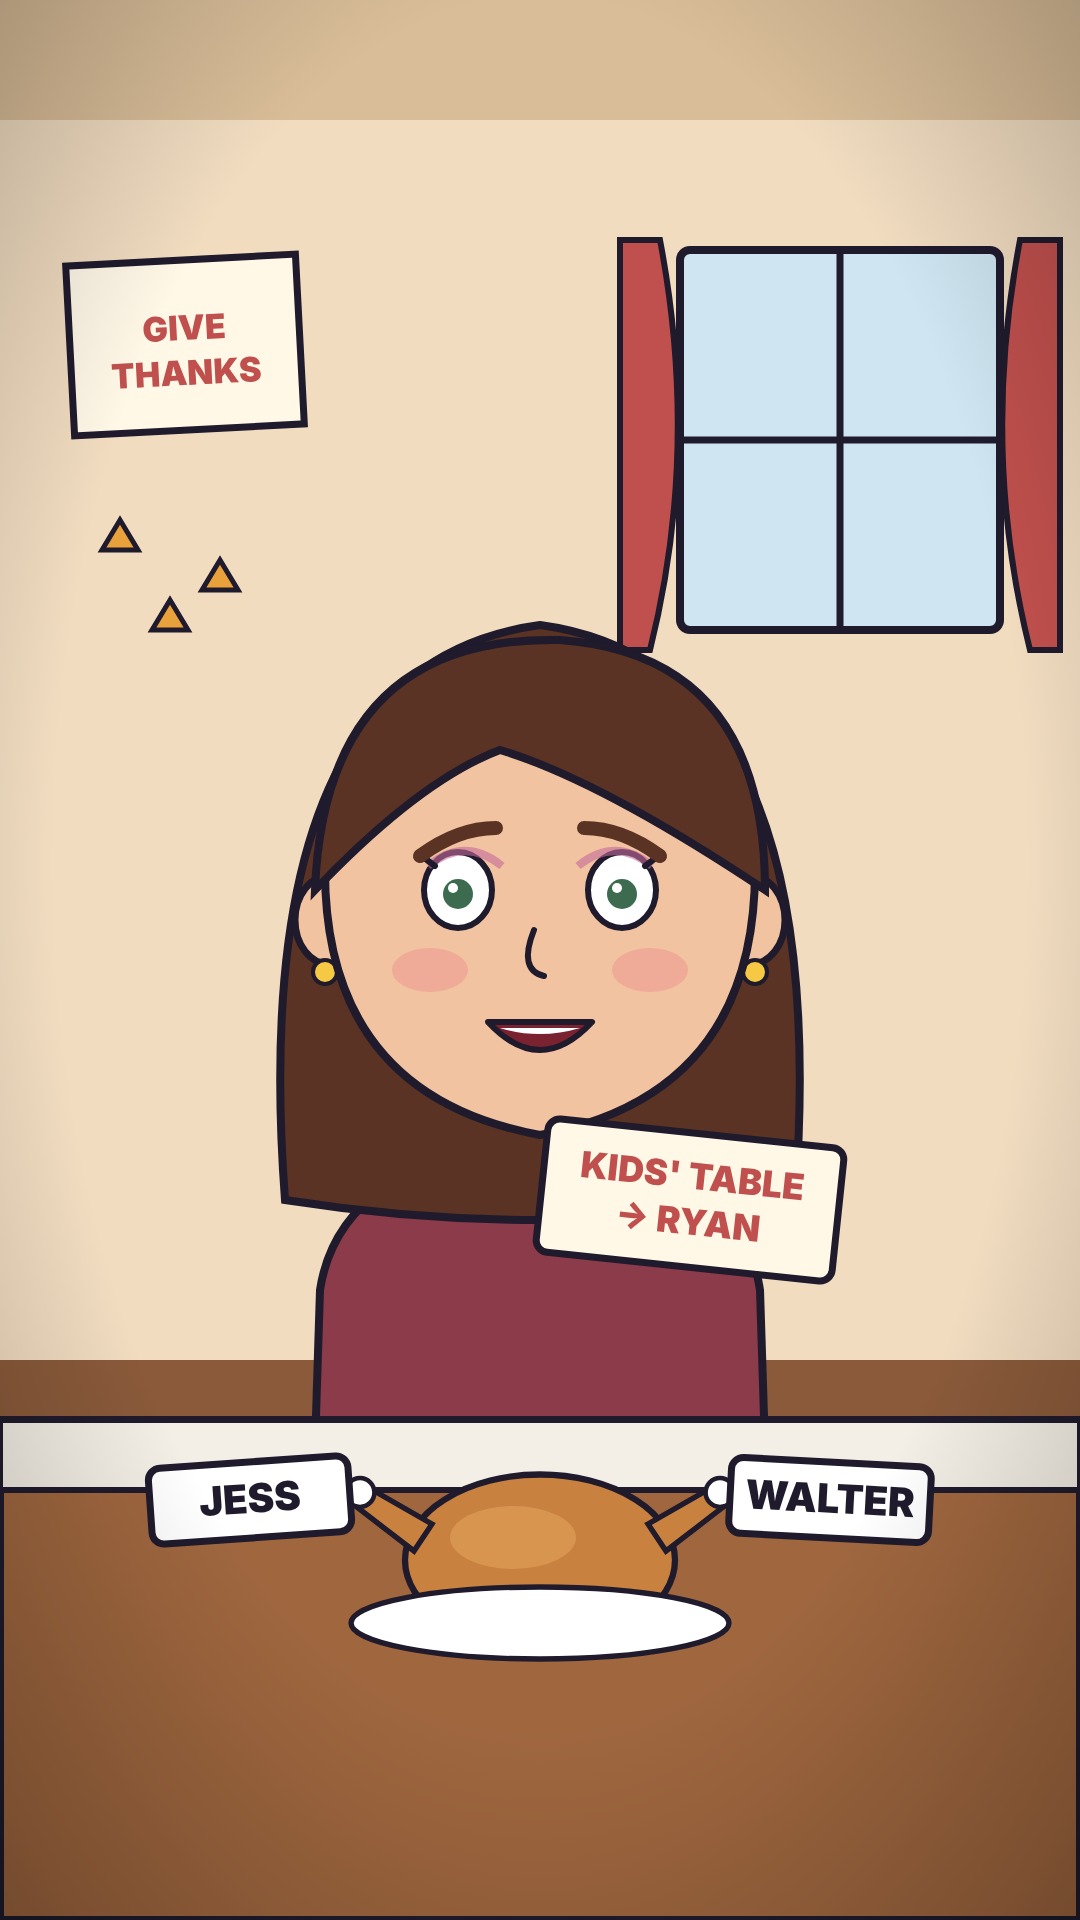 GIVE
THANKS
KIDS' TABLE
→ RYAN
JESS
WALTER